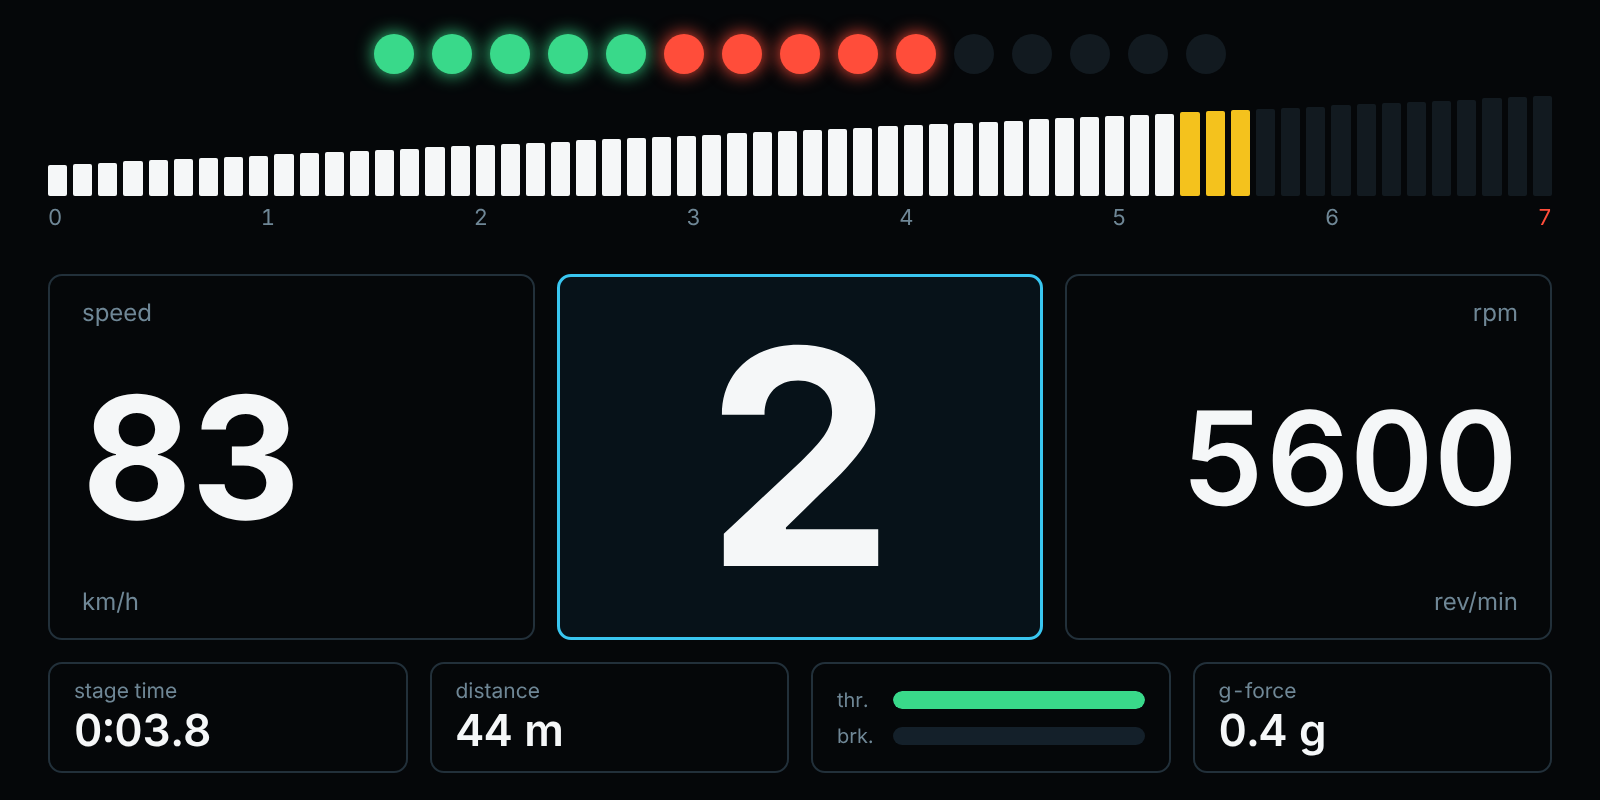 0 1 2 3 4 5 6 7
speed
83
km/h
2
rpm
5600
rev/min
stage time
0:03.8
distance
44 m
thr.
brk.
g-force
0.4 g